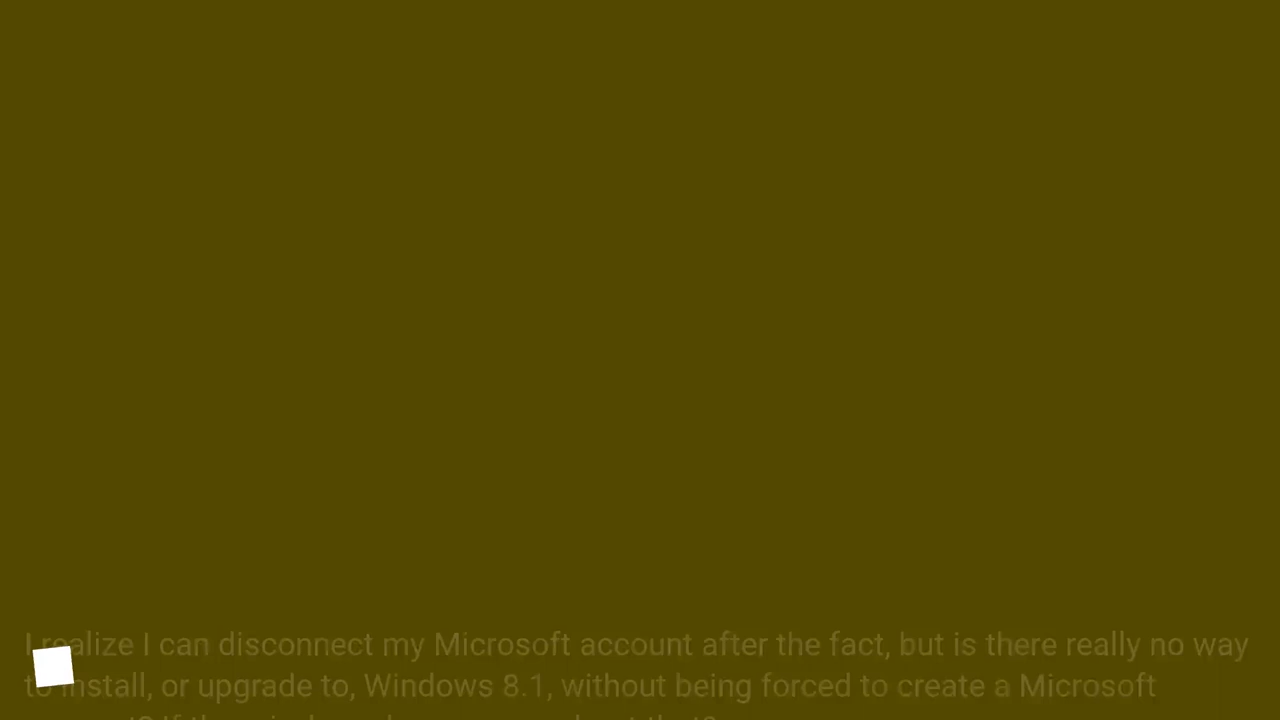 I realize I can disconnect my Microsoft account after the fact, but is there really no way
to install, or upgrade to, Windows 8.1, without being forced to create a Microsoft